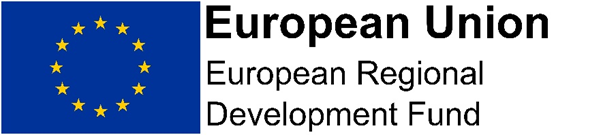 European Union
European Regional
Development Fund